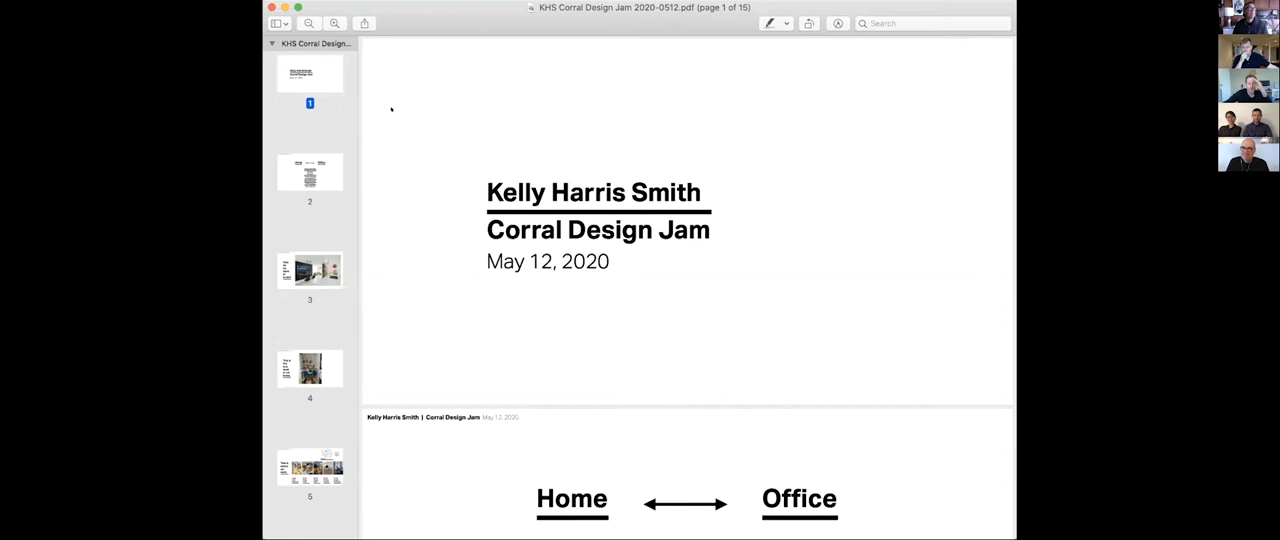 KHS Corral Design Jam 2020-0512.pdf (page 1 of 15)
Search
KHS Corral Design...
1
2
3
4
5
Kelly Harris Smith
Corral Design Jam
May 12, 2020
Kelly Harris Smith | Corral Design Jam May 12, 2020
Home
Office